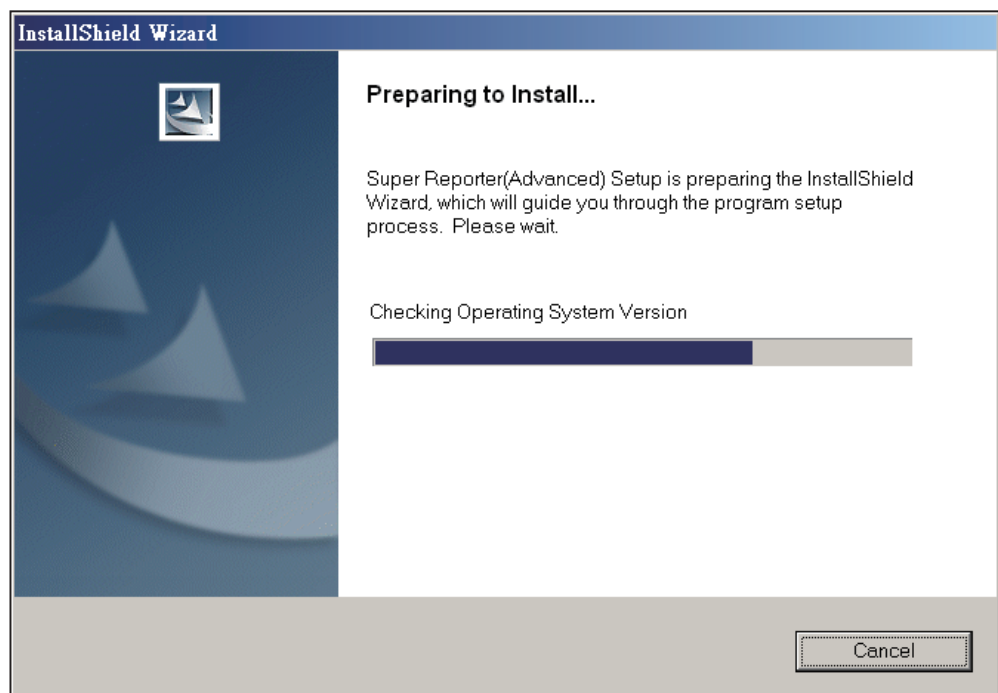 InstallShield Wizard
Preparing to Install...
Super Reporter(Advanced) Setup is preparing the InstallShield
Wizard, which will guide you through the program setup
process.  Please wait.
Checking Operating System Version
Cancel